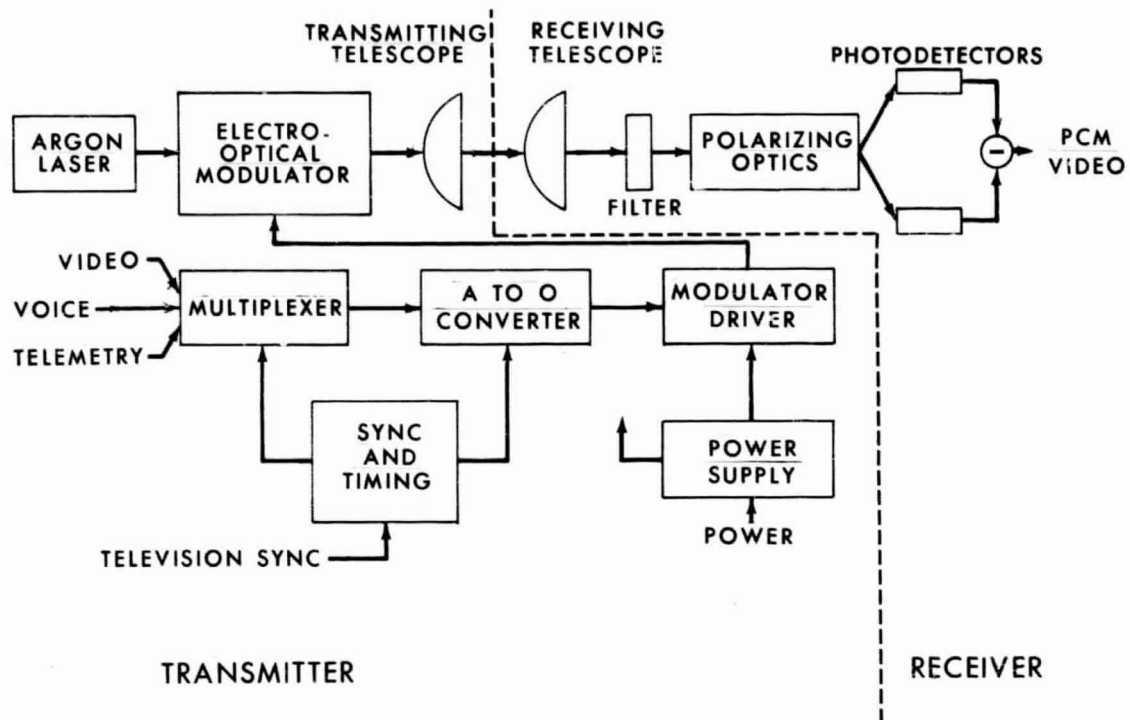 TRANSMITTING
TELESCOPE
RECEIVING
TELESCOPE
PHOTODETECTORS
ARGON
LASER
ELECTRO-
OPTICAL
MODULATOR
FILTER
POLARIZING
OPTICS
−
PCM
VIDEO
VIDEO
VOICE
TELEMETRY
MULTIPLEXER
A TO O
CONVERTER
MODULATOR
DRIVER
SYNC
AND
TIMING
POWER
SUPPLY
TELEVISION SYNC
POWER
TRANSMITTER
RECEIVER